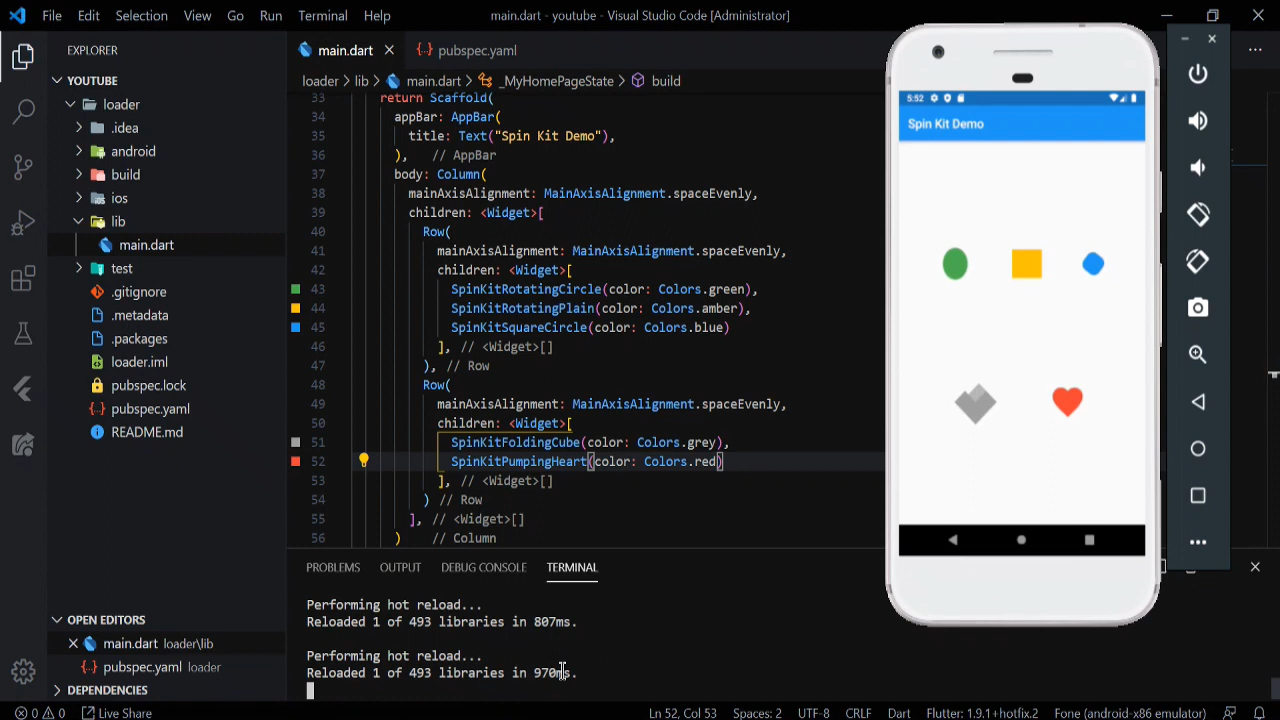 File Edit Selection View Go Run Terminal Help
main.dart - youtube - Visual Studio Code [Administrator]
EXPLORER
YOUTUBE
loader
.idea
android
build
ios
lib
main.dart
test
.gitignore
.metadata
.packages
loader.iml
pubspec.lock
pubspec.yaml
README.md
OPEN EDITORS
main.dart loader\lib
pubspec.yaml loader
DEPENDENCIES
main.dart
pubspec.yaml
loader > lib > main.dart > _MyHomePageState > build
33 return Scaffold(
34 appBar: AppBar(
35 title: Text("Spin Kit Demo"),
36 ), // AppBar
37 body: Column(
38 mainAxisAlignment: MainAxisAlignment.spaceEvenly,
39 children: <Widget>[
40 Row(
41 mainAxisAlignment: MainAxisAlignment.spaceEvenly,
42 children: <Widget>[
43 SpinKitRotatingCircle(color: Colors.green),
44 SpinKitRotatingPlain(color: Colors.amber),
45 SpinKitSquareCircle(color: Colors.blue)
46 ], // <Widget>[]
47 ), // Row
48 Row(
49 mainAxisAlignment: MainAxisAlignment.spaceEvenly,
50 children: <Widget>[
51 SpinKitFoldingCube(color: Colors.grey),
52 SpinKitPumpingHeart(color: Colors.red)
53 ], // <Widget>[]
54 ) // Row
55 ], // <Widget>[]
56 ) // Column
PROBLEMS OUTPUT DEBUG CONSOLE TERMINAL
Performing hot reload...
Reloaded 1 of 493 libraries in 807ms.
Performing hot reload...
Reloaded 1 of 493 libraries in 970ms.
5:52
Spin Kit Demo
0 0 Live Share
Ln 52, Col 53 Spaces: 2 UTF-8 CRLF Dart Flutter: 1.9.1+hotfix.2 Fone (android-x86 emulator)